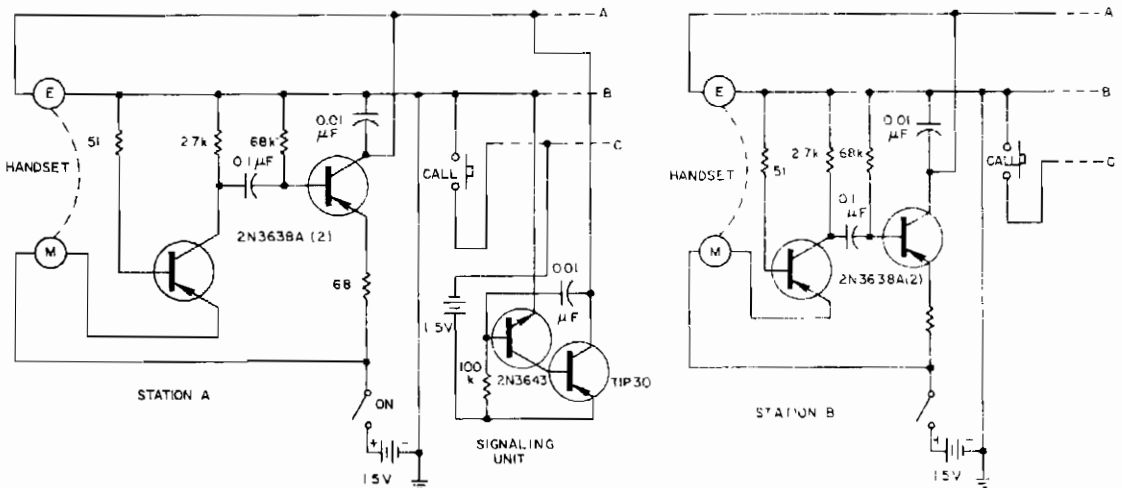 A
E
B
51
2.7k
68k
0.01
μF
0.1 μF
C
HANDSET
CALL
2N3638A (2)
M
68
0.01
μF
1.5V
100
k
2N3643
TIP30
STATION A
ON
SIGNALING
UNIT
+
-
1.5V
A
E
B
0.01
μF
2.7k
68k
51
CALL
C
HANDSET
0.1
μF
M
2N3638A(2)
STATION B
+
-
1.5V